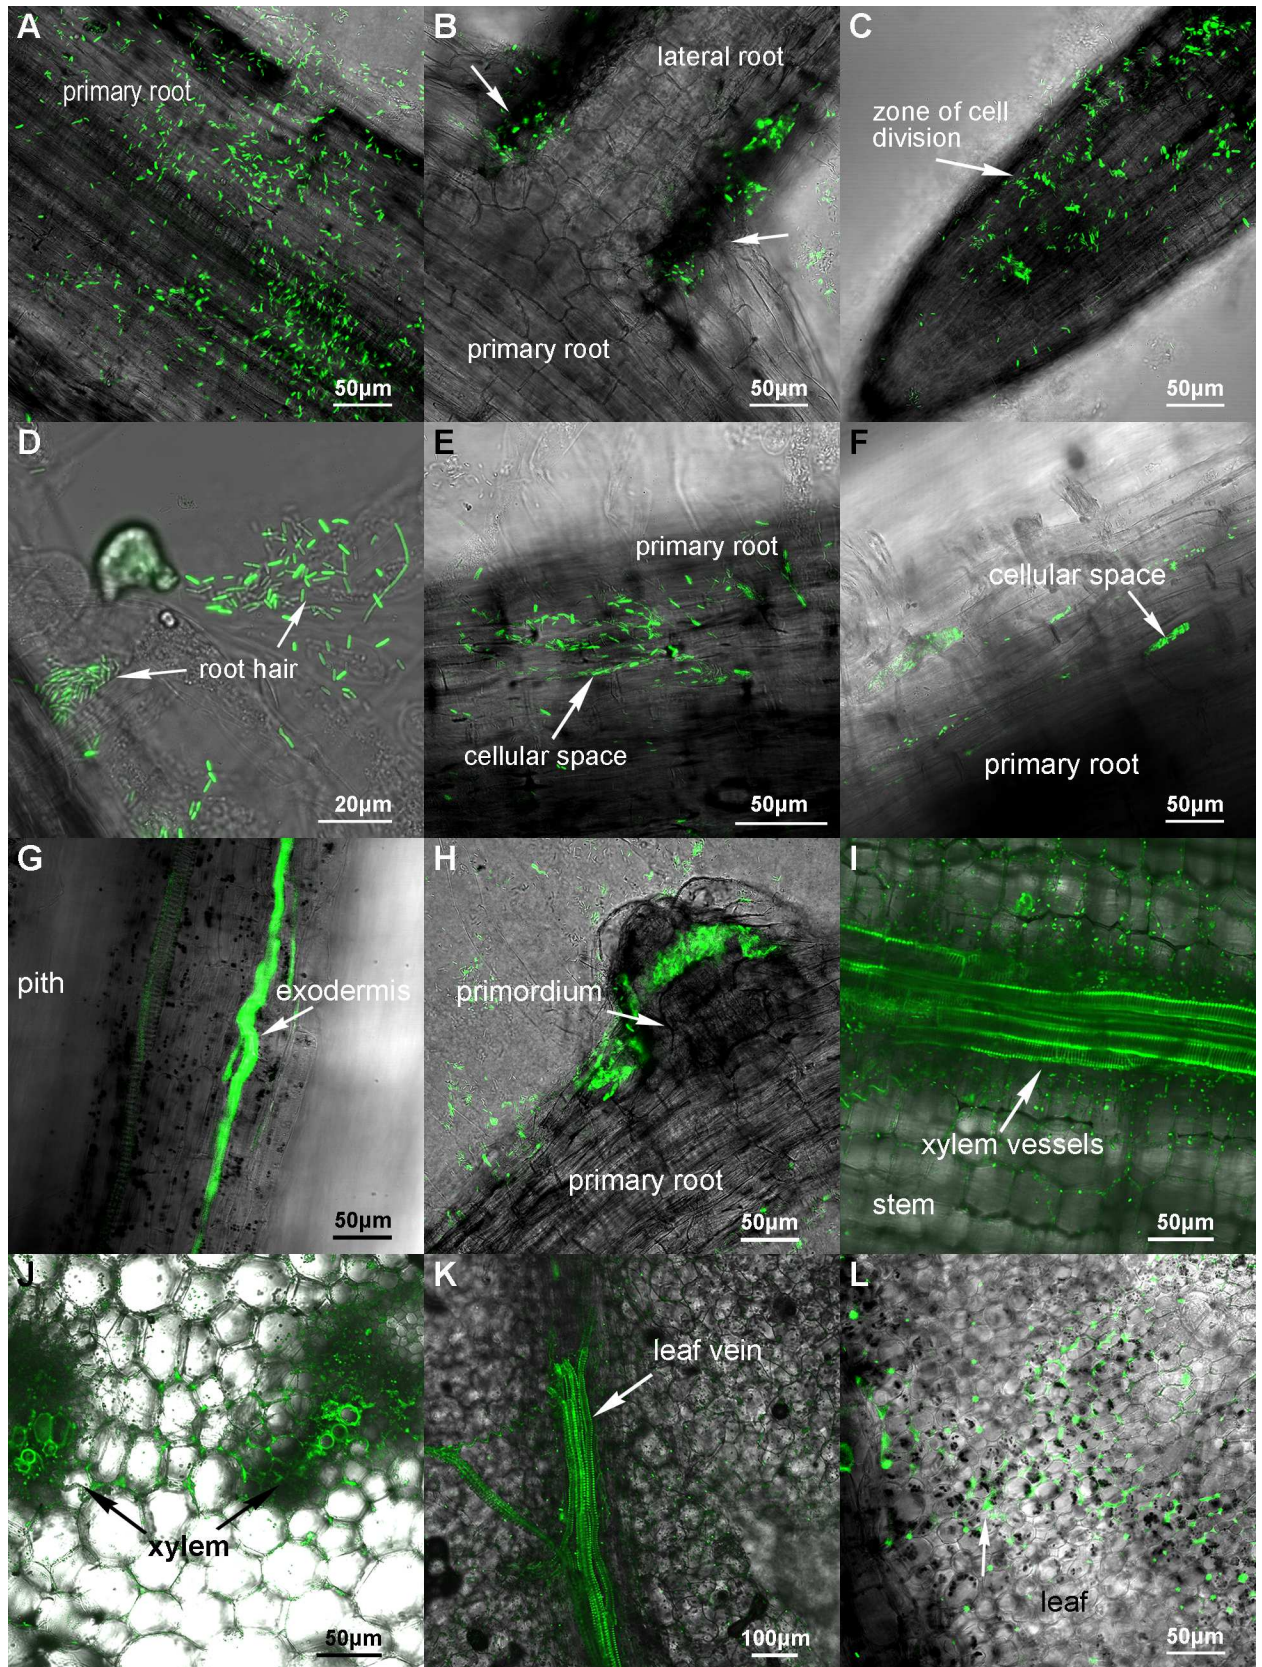 A
primary root
50µm
B
lateral root
primary root
50µm
C
zone of cell
division
50µm
D
root hair
20µm
E
primary root
cellular space
50µm
F
cellular space
primary root
50µm
G
pith
exodermis
50µm
H
primordium
primary root
50µm
I
xylem vessels
stem
50µm
J
xylem
50µm
K
leaf vein
100µm
L
leaf
50µm